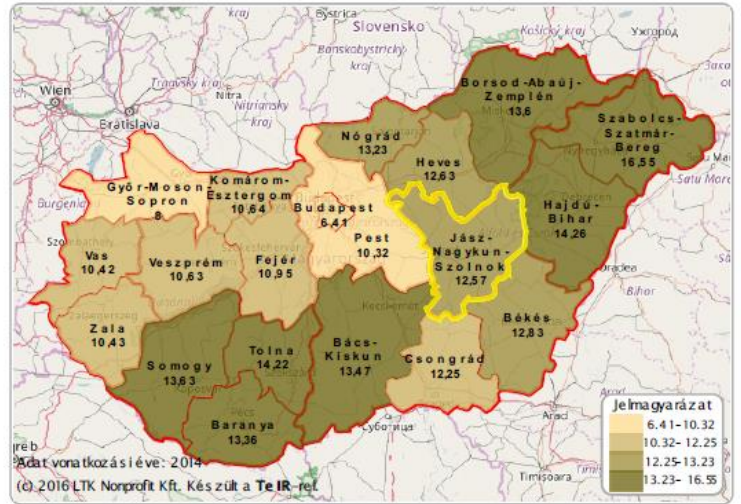 kraj
Bystrica
Slovensko
Košický kraj
Ужгород
Banskobystrický
kraj
Trnavský kraj
Nitra
Nitriansky
kraj
Wien
Bratislava
Borsod-Abaúj-
Zemplén
13,6
Szabolcs-
Szatmár-
Bereg
16,55
Nógrád
13,23
Heves
12,63
Satu Mare
Győr-Moson-
Sopron
8
Komárom-
Esztergom
10,64
Budapest
6,41
Hajdú-
Bihar
14,26
Pest
10,32
Jász-
Nagykun-
Szolnok
12,57
Vas
10,42
Veszprém
10,63
Fejér
10,95
Bihor
Békés
12,83
Zala
10,43
Somogy
13,63
Tolna
14,22
Bács-
Kiskun
13,47
Csongrád
12,25
Baranya
13,36
Суботица
Arad
Timișoara
Jelmagyarázat
6.41-10.32
10.32- 12.25
12.25-13.23
13.23- 16.55
Adat vonatkozási éve: 2014
(c) 2016 LTK Nonprofit Kft. Készült a TeIR-rel